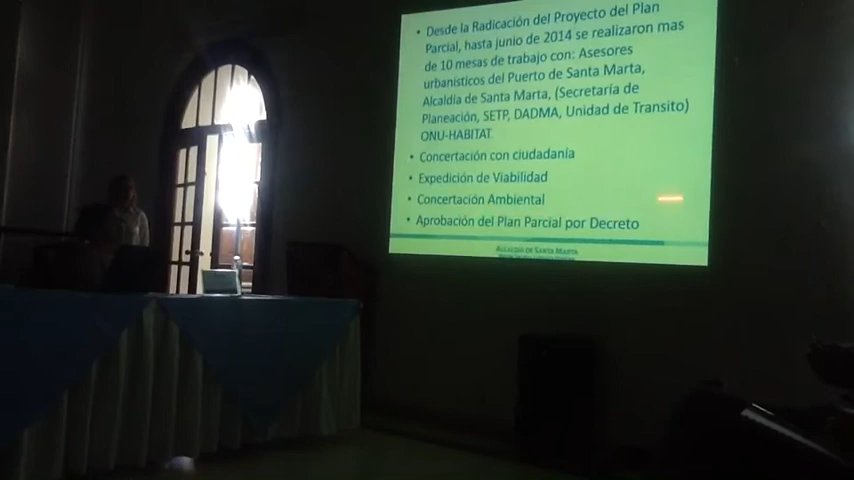 • Desde la Radicación del Proyecto del Plan
Parcial, hasta junio de 2014 se realizaron mas
de 10 mesas de trabajo con: Asesores
urbanísticos del Puerto de Santa Marta,
Alcaldía de Santa Marta, (Secretaría de
Planeación, SETP, DADMA, Unidad de Transito)
ONU-HABITAT.
• Concertación con ciudadanía
• Expedición de Viabilidad
• Concertación Ambiental
• Aprobación del Plan Parcial por Decreto
ALCALDÍA DE SANTA MARTA